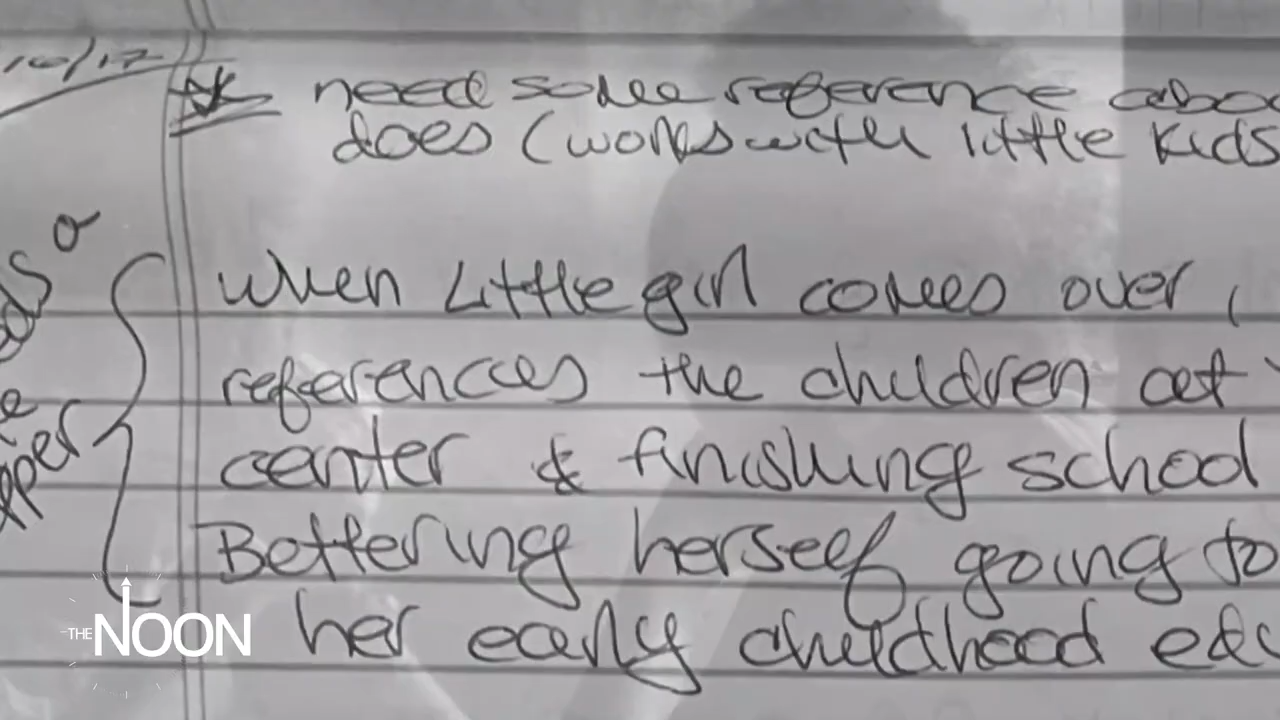 10/17
need some reference abo
does (works with little kids
when Little girl comes over, (
references the children at
center & finishing school
Bettering herself going to
her early childhood edu
THE NOON